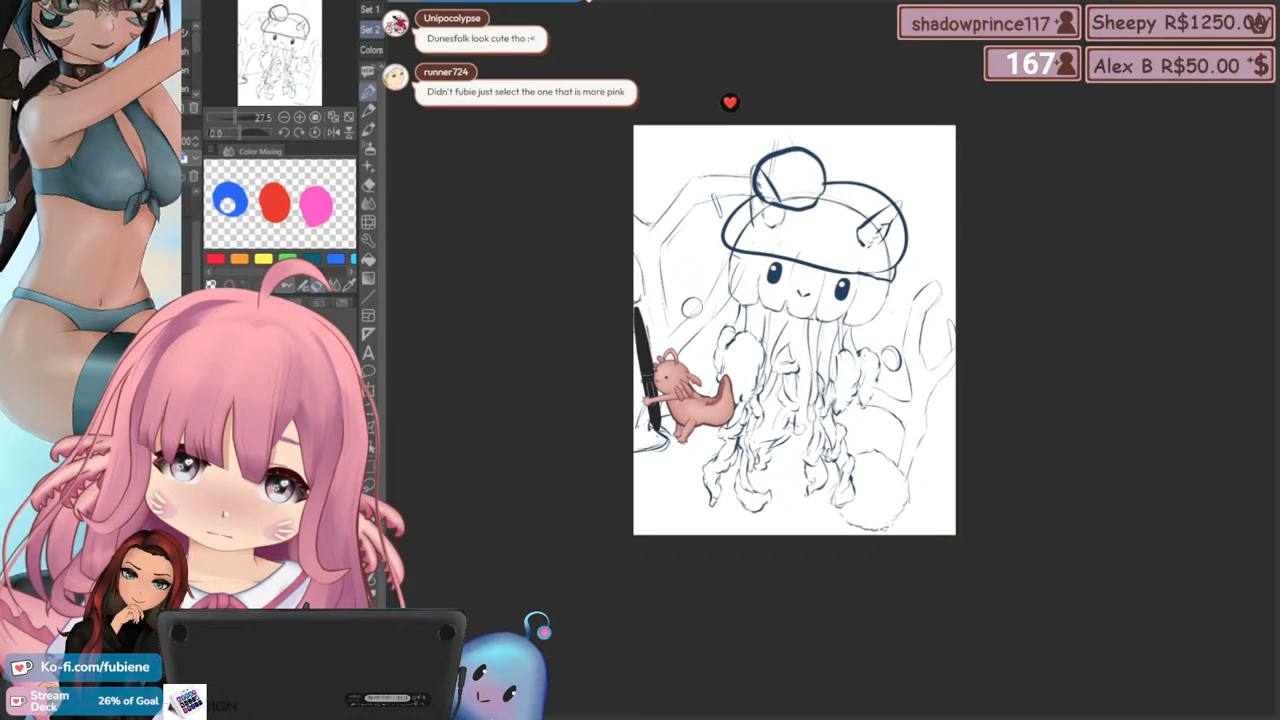 Set 1
Set 2
Colors
Unipocolypse
Dunesfolk look cute tho :<
runner724
Didn't fubie just select the one that is more pink
shadowprince117
Sheepy R$1250.00
167
Alex B R$50.00
27.5
0.0
Color Mixing
A
Ko-fi.com/fubiene
Stream
Deck
26% of Goal